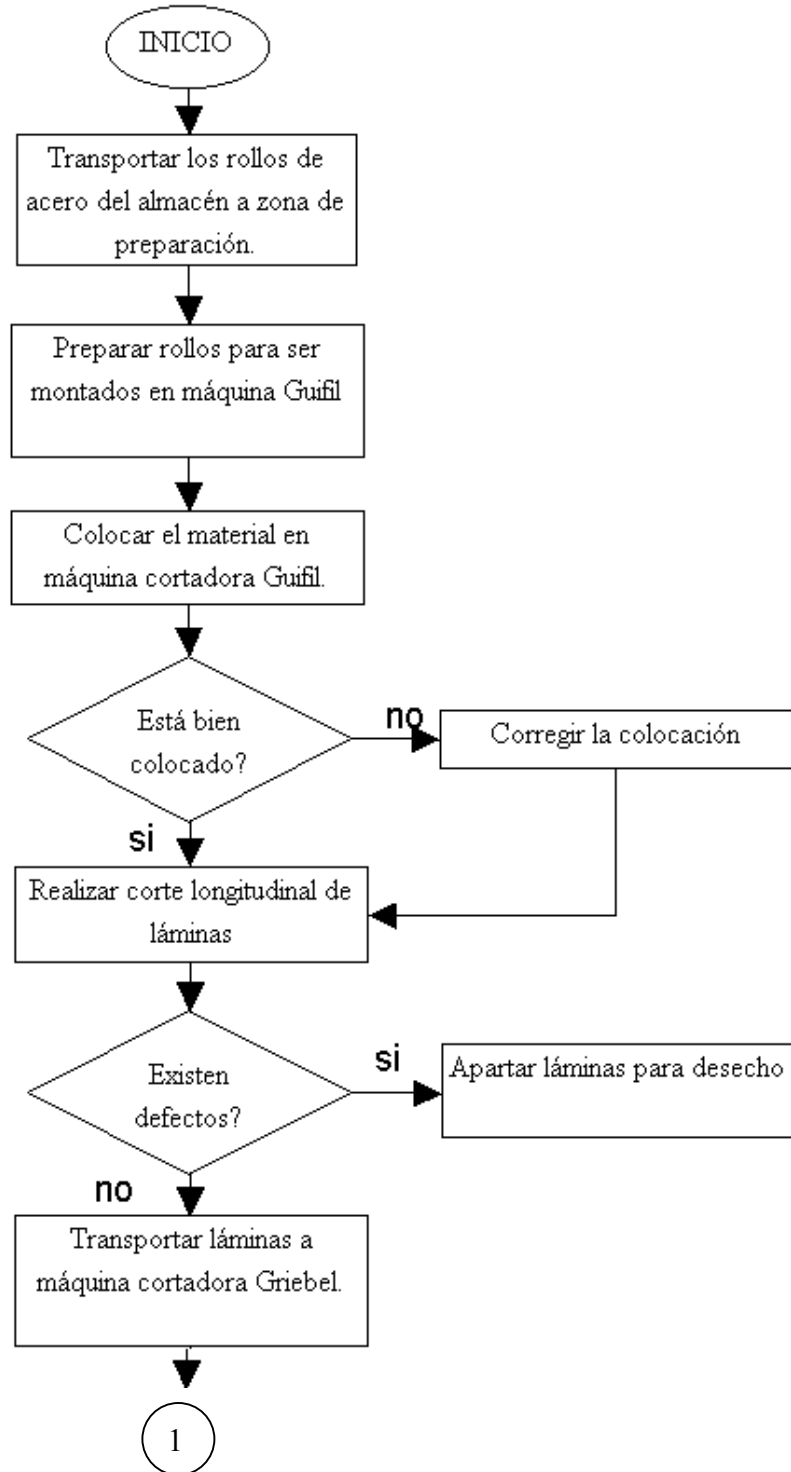 INICIO
Transportar los rollos de
acero del almacén a zona de
preparación.
Preparar rollos para ser
montados en máquina Guifil
Colocar el material en
máquina cortadora Guifil.
Está bien
colocado?
no
Corregir la colocación
si
Realizar corte longitudinal de
láminas
Existen
defectos?
si
Apartar láminas para desecho
no
Transportar láminas a
máquina cortadora Griebel.
1